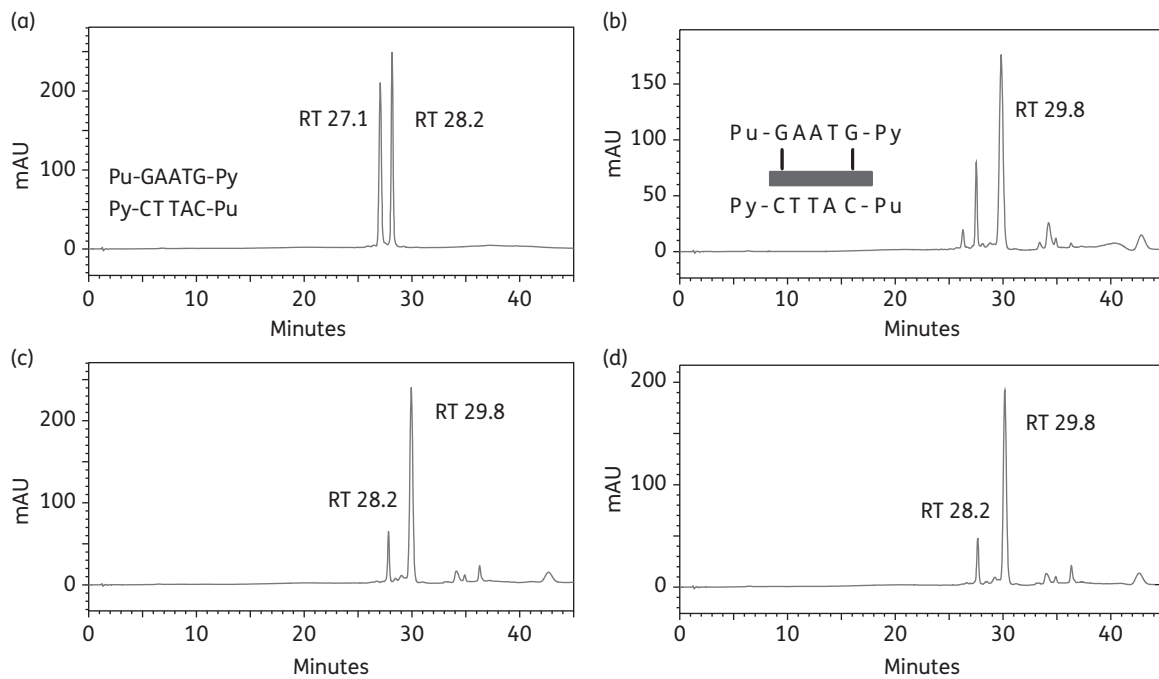 (a)
mAU
200
100
0
RT 27.1
RT 28.2
Pu-GAATG-Py
Py-CT TAC-Pu
0
10
20
30
40
Minutes
(b)
mAU
150
100
50
0
RT 29.8
Pu-G A A T G-Py
Py-C T T A C-Pu
0
10
20
30
40
Minutes
(c)
mAU
200
100
0
RT 29.8
RT 28.2
0
10
20
30
40
Minutes
(d)
mAU
200
100
0
RT 29.8
RT 28.2
0
10
20
30
40
Minutes